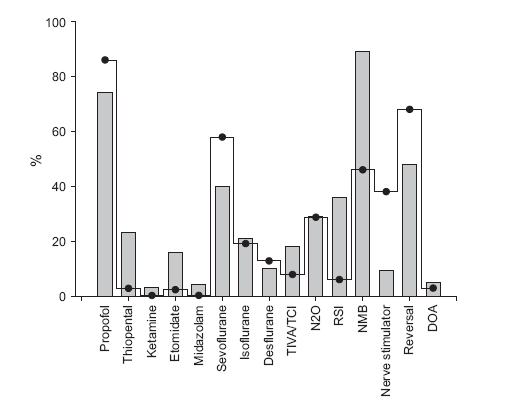 100
80
60
40
20
0
%
Propofol
Thiopental
Ketamine
Etomidate
Midazolam
Sevoflurane
Isoflurane
Desflurane
TIVA/TCI
N2O
RSI
NMB
Nerve stimulator
Reversal
DOA